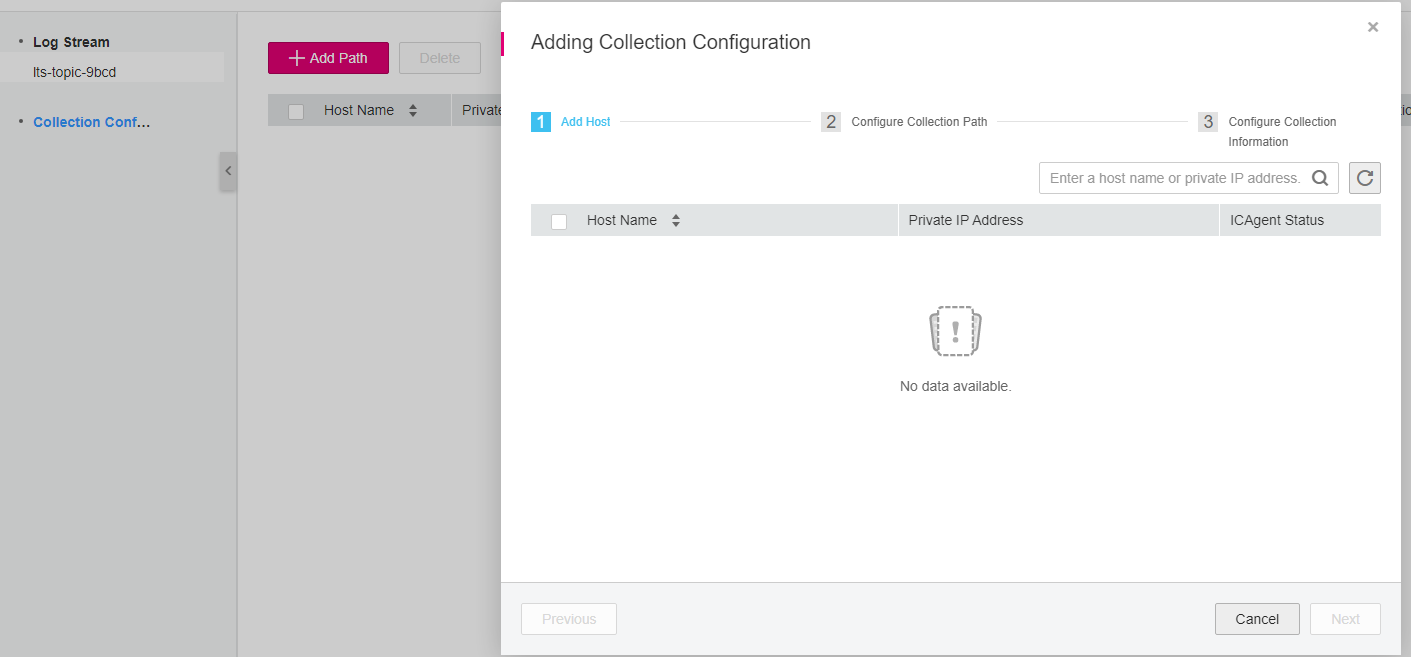 Log Stream
lts-topic-9bcd
Collection Conf...
Add Path
Delete
Host Name
Private
Adding Collection Configuration
1 Add Host
2 Configure Collection Path
3 Configure Collection
Information
Enter a host name or private IP address.
Host Name
Private IP Address
ICAgent Status
No data available.
Previous
Cancel
Next